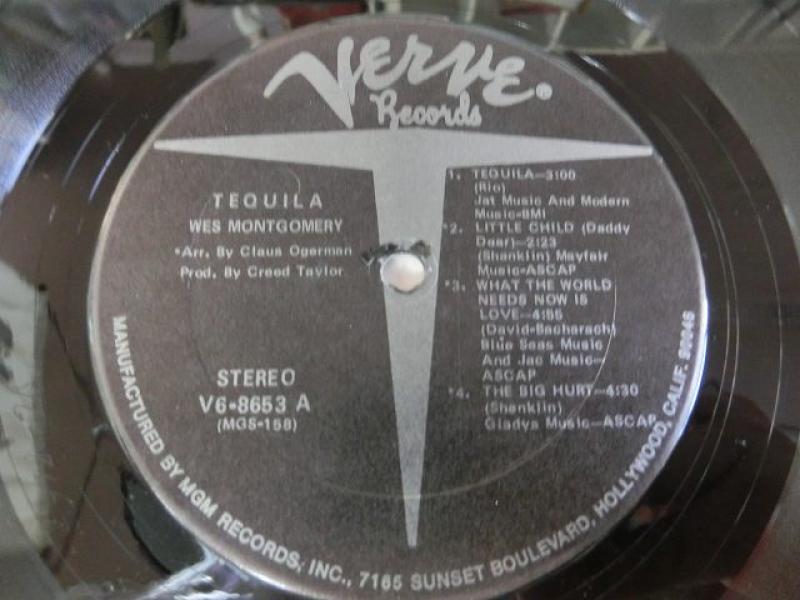 Verve®
Records
TEQUILA
WES MONTGOMERY
*Arr. By Claus Ogerman
Prod. By Creed Taylor
STEREO
V6-8653 A
(MGS-158)
1. TEQUILA—3:00
(Rio)
Jat Music And Modern
Music-BMI
*2. LITTLE CHILD (Daddy
Dear)—2:23
(Shanklin) Mayfair
Music-ASCAP
*3. WHAT THE WORLD
NEEDS NOW IS
LOVE—4:55
(David-Bacharach)
Blue Seas Music
And Jac Music—
ASCAP
*4. THE BIG HURT—4:30
(Shanklin)
Gladys Music—ASCAP
MANUFACTURED BY MGM RECORDS, INC., 7165 SUNSET BOULEVARD, HOLLYWOOD, CALIF. 90046